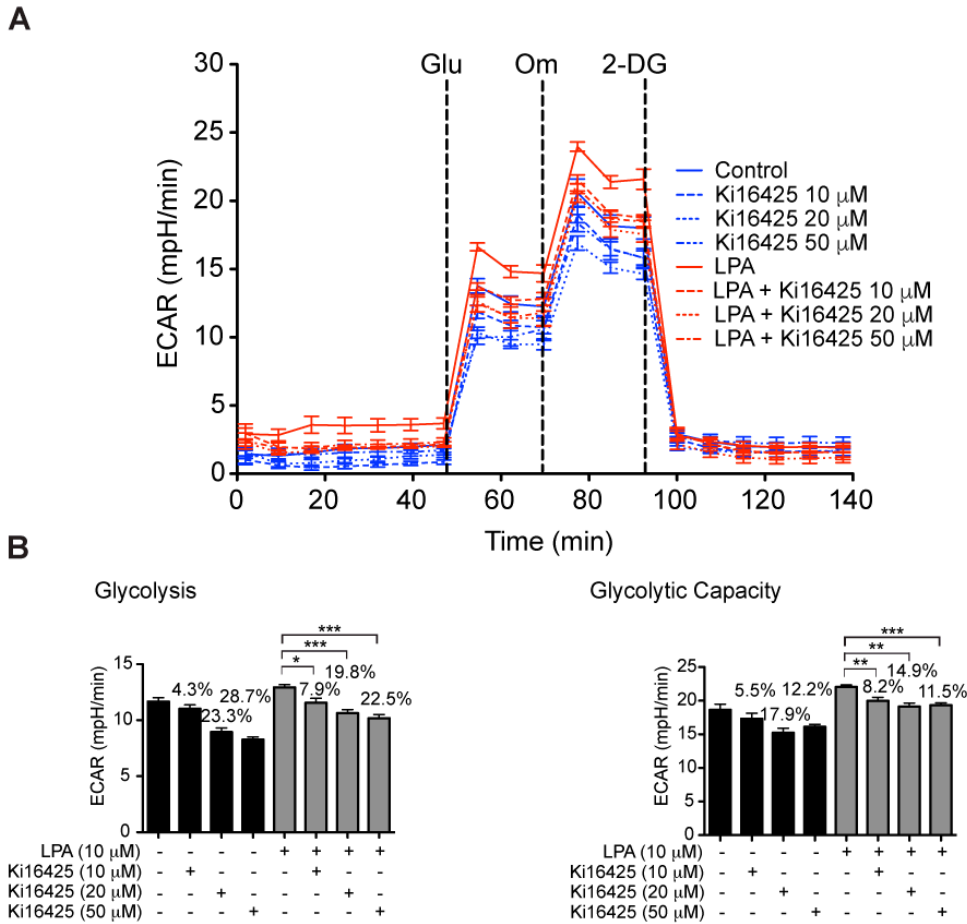 A
Glu Om 2-DG
30
25
20
15
10
5
0
ECAR (mpH/min)
0 20 40 60 80 100 120 140
Time (min)
Control
Ki16425 10 μM
Ki16425 20 μM
Ki16425 50 μM
LPA
LPA + Ki16425 10 μM
LPA + Ki16425 20 μM
LPA + Ki16425 50 μM
B
Glycolysis
***
***
*
19.8%
4.3% 28.7% 7.9%
23.3% 22.5%
15
10
5
0
ECAR (mpH/min)
LPA (10 μM) - - - - + + + +
Ki16425 (10 μM) - + - - - + - -
Ki16425 (20 μM) - - + - - - + -
Ki16425 (50 μM) - - - + - - - +
Glycolytic Capacity
***
**
**
14.9%
5.5% 12.2% 8.2% 11.5%
17.9%
25
20
15
10
5
0
ECAR (mpH/min)
LPA (10 μM) - - - - + + + +
Ki16425 (10 μM) - + - - - + - -
Ki16425 (20 μM) - - + - - - + -
Ki16425 (50 μM) - - - + - - - +